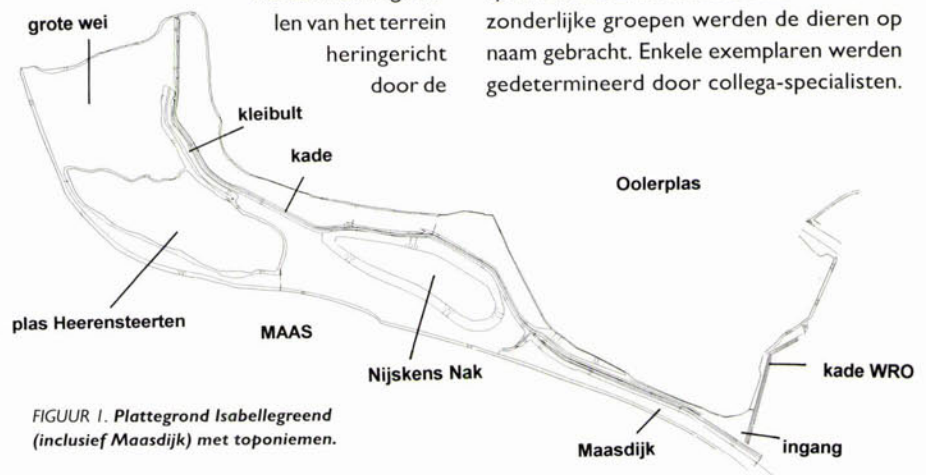 len van het terrein
heringericht
door de
zonderlijke groepen werden de dieren op
naam gebracht. Enkele exemplaren werden
gedetermineerd door collega-specialisten.
grote wei
kleibult
kade
Oolerplas
plas Heerensteerten
MAAS
Nijskens Nak
kade WRO
Maasdijk
ingang
FIGUUR 1. Plattegrond Isabellegreend
(inclusief Maasdijk) met toponiemen.